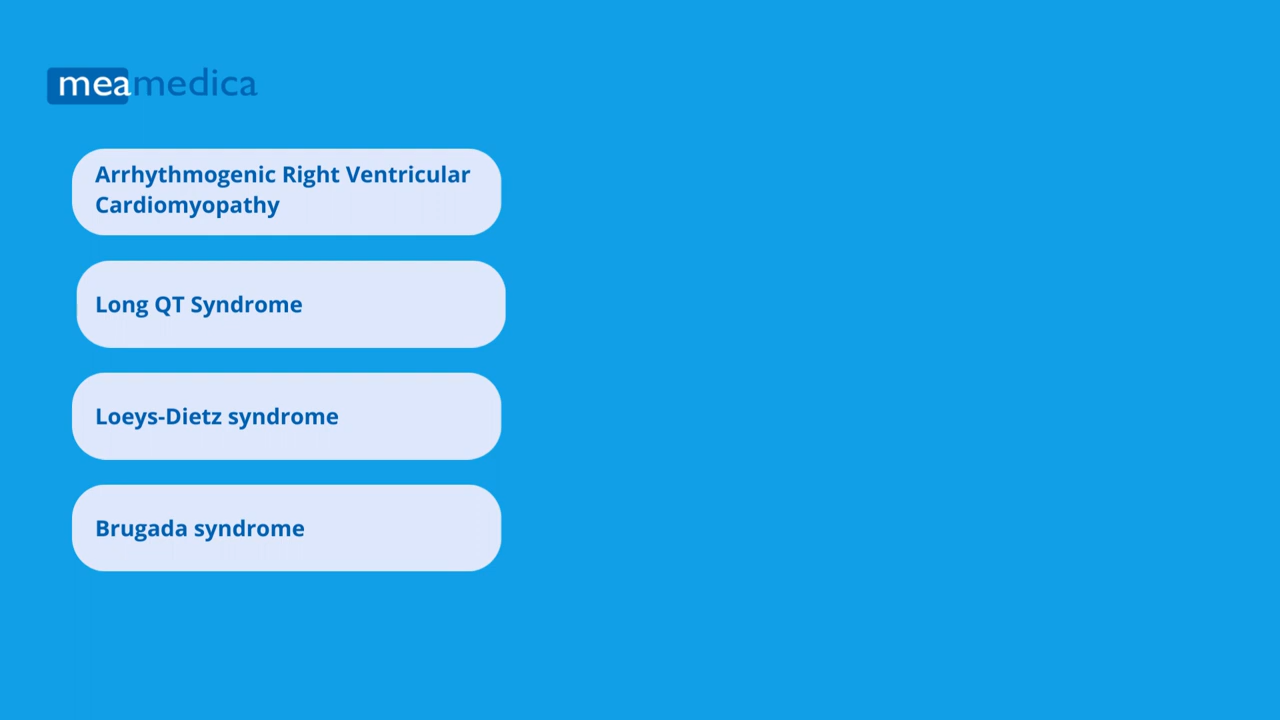 meamedica
Arrhythmogenic Right Ventricular
Cardiomyopathy
Long QT Syndrome
Loeys-Dietz syndrome
Brugada syndrome